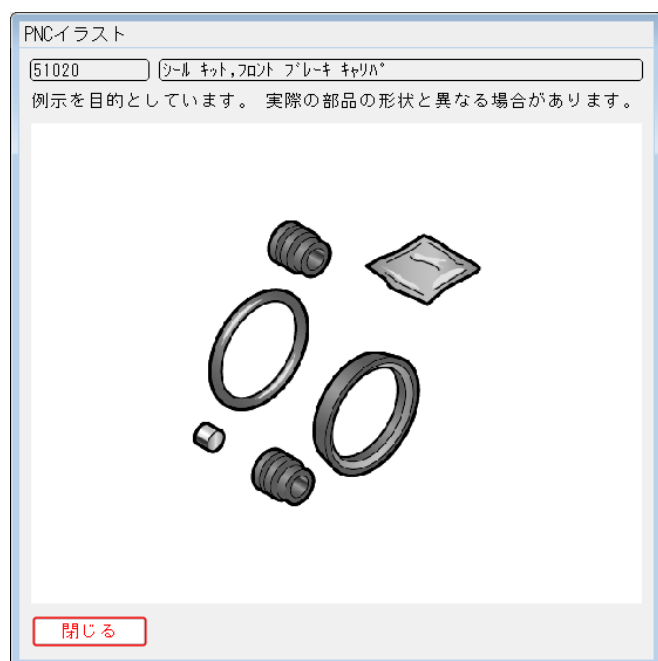 PNCイラスト
51020 シール キット,フロント ブレーキ キャリパ
例示を目的としています。 実際の部品の形状と異なる場合があります。
閉じる